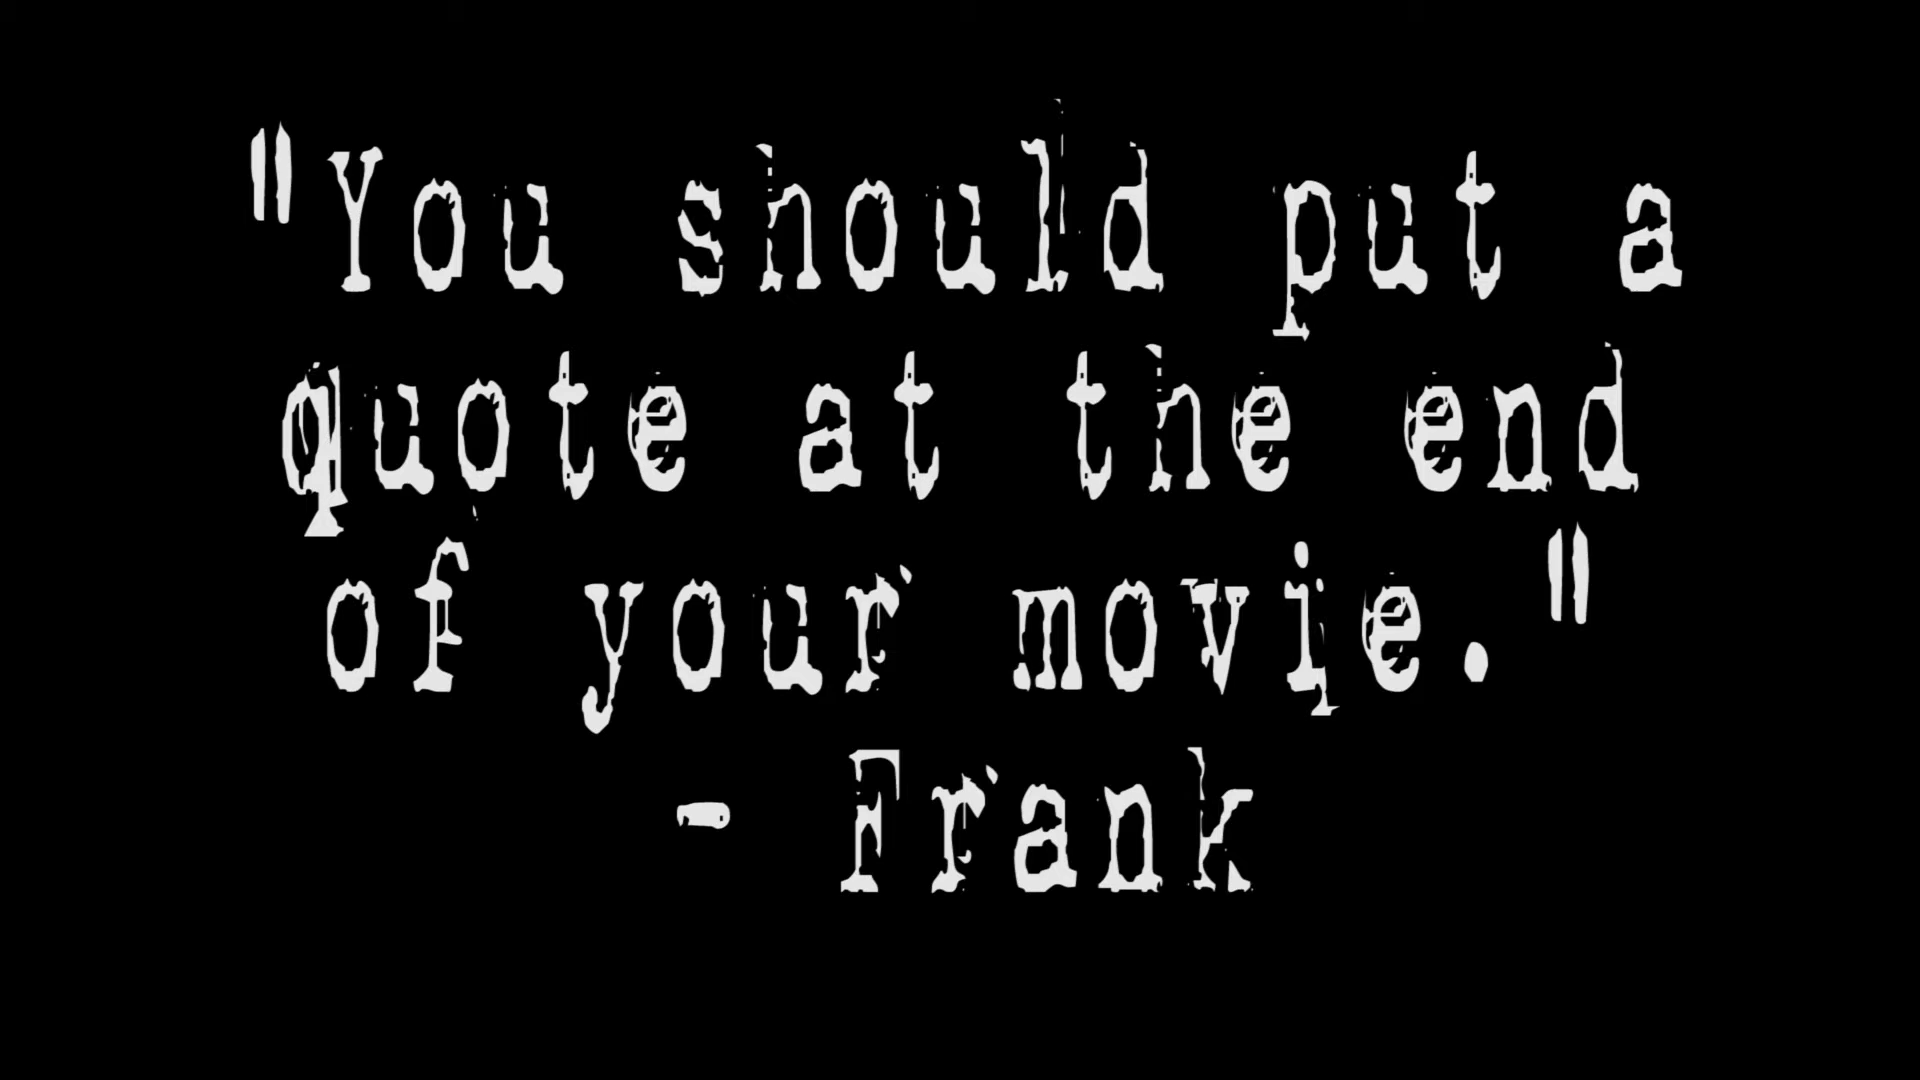 "You should put a
quote at the end
of your movie."
- Frank